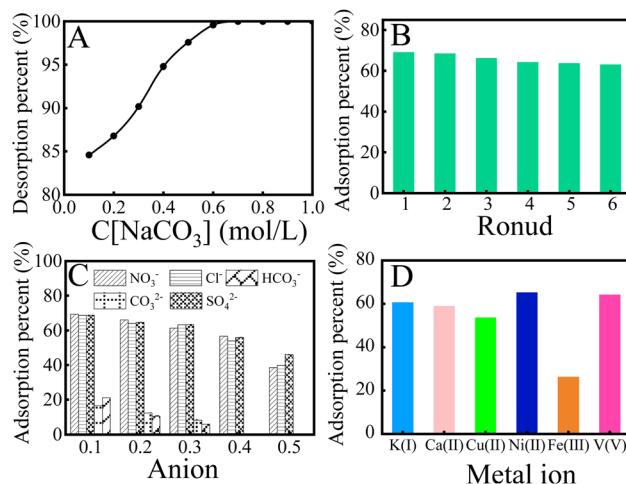 A
Desorption percent (%)
100
95
90
85
80
0.0 0.2 0.4 0.6 0.8 1.0
C[NaCO₃] (mol/L)
B
Adsorption percent (%)
80
60
40
20
0
1 2 3 4 5 6
Ronud
C
Adsorption percent (%)
100
80
60
40
20
0
NO₃⁻ Cl⁻ HCO₃⁻
CO₃²⁻ SO₄²⁻
0.1 0.2 0.3 0.4 0.5
Anion
D
Adsorption percent (%)
80
60
40
20
0
K(I) Ca(II) Cu(II) Ni(II) Fe(III) V(V)
Metal ion